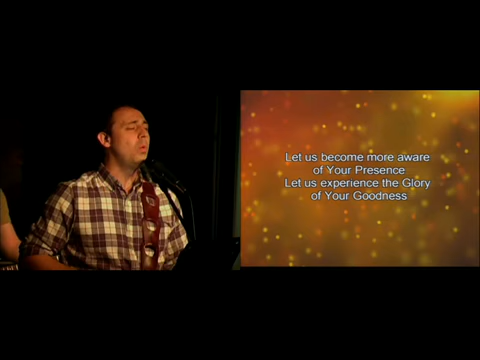 Let us become more aware
of Your Presence
Let us experience the Glory
of Your Goodness